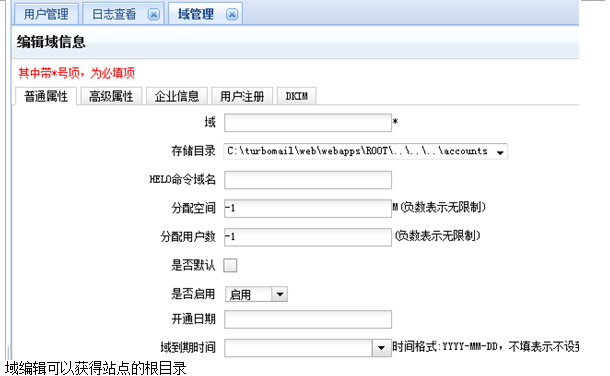 用户管理 日志查看 域管理
编辑域信息
其中带*号项，为必填项
普通属性 高级属性 企业信息 用户注册 DKIM
域 *
存储目录 C:\turbomail\web\webapps\ROOT\..\..\..\accounts
HELO命令域名
分配空间 -1 M(负数表示无限制)
分配用户数 -1 (负数表示无限制)
是否默认
是否启用 启用
开通日期
域到期时间 时间格式:YYYY-MM-DD，不填表示不设
域编辑可以获得站点的根目录